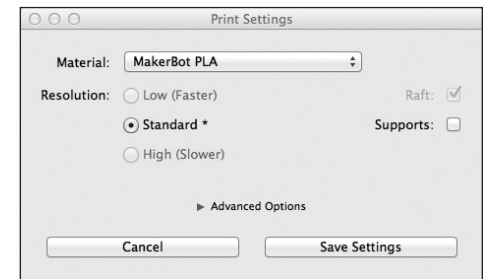 Print Settings
Material: MakerBot PLA
Resolution: Low (Faster) Raft:
Standard * Supports:
High (Slower)
Advanced Options
Cancel Save Settings